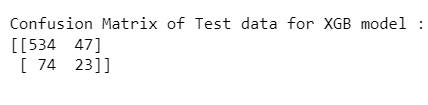 Confusion Matrix of Test data for XGB model :
[[534  47]
 [ 74  23]]